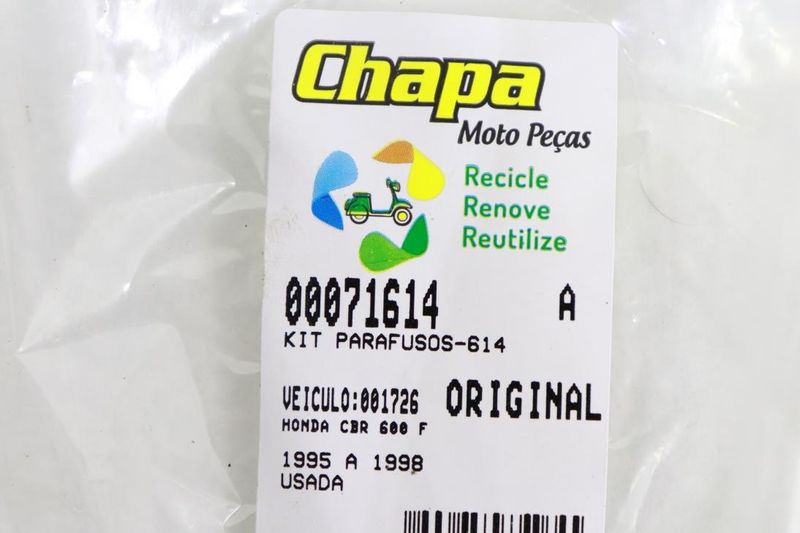 Chapa
Moto Peças
Recicle
Renove
Reutilize
00071614 A
KIT PARAFUSOS-614
VEICULO:001726 ORIGINAL
HONDA CBR 600 F
1995 A 1998
USADA